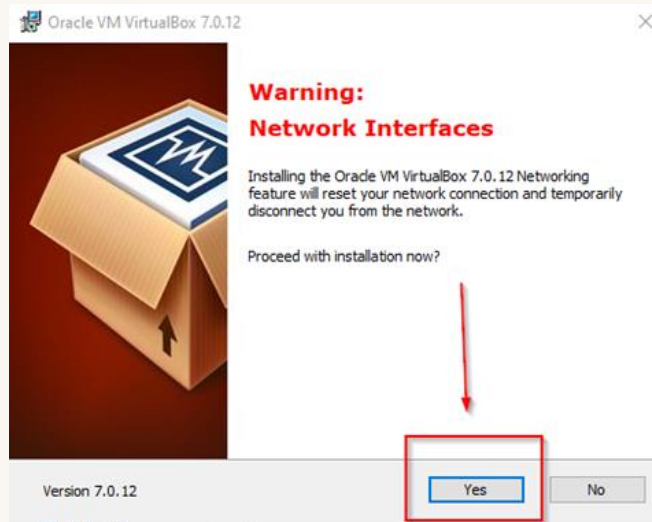 Oracle VM VirtualBox 7.0.12
Warning:
Network Interfaces
Installing the Oracle VM VirtualBox 7.0.12 Networking
feature will reset your network connection and temporarily
disconnect you from the network.
Proceed with installation now?
Version 7.0.12
Yes
No